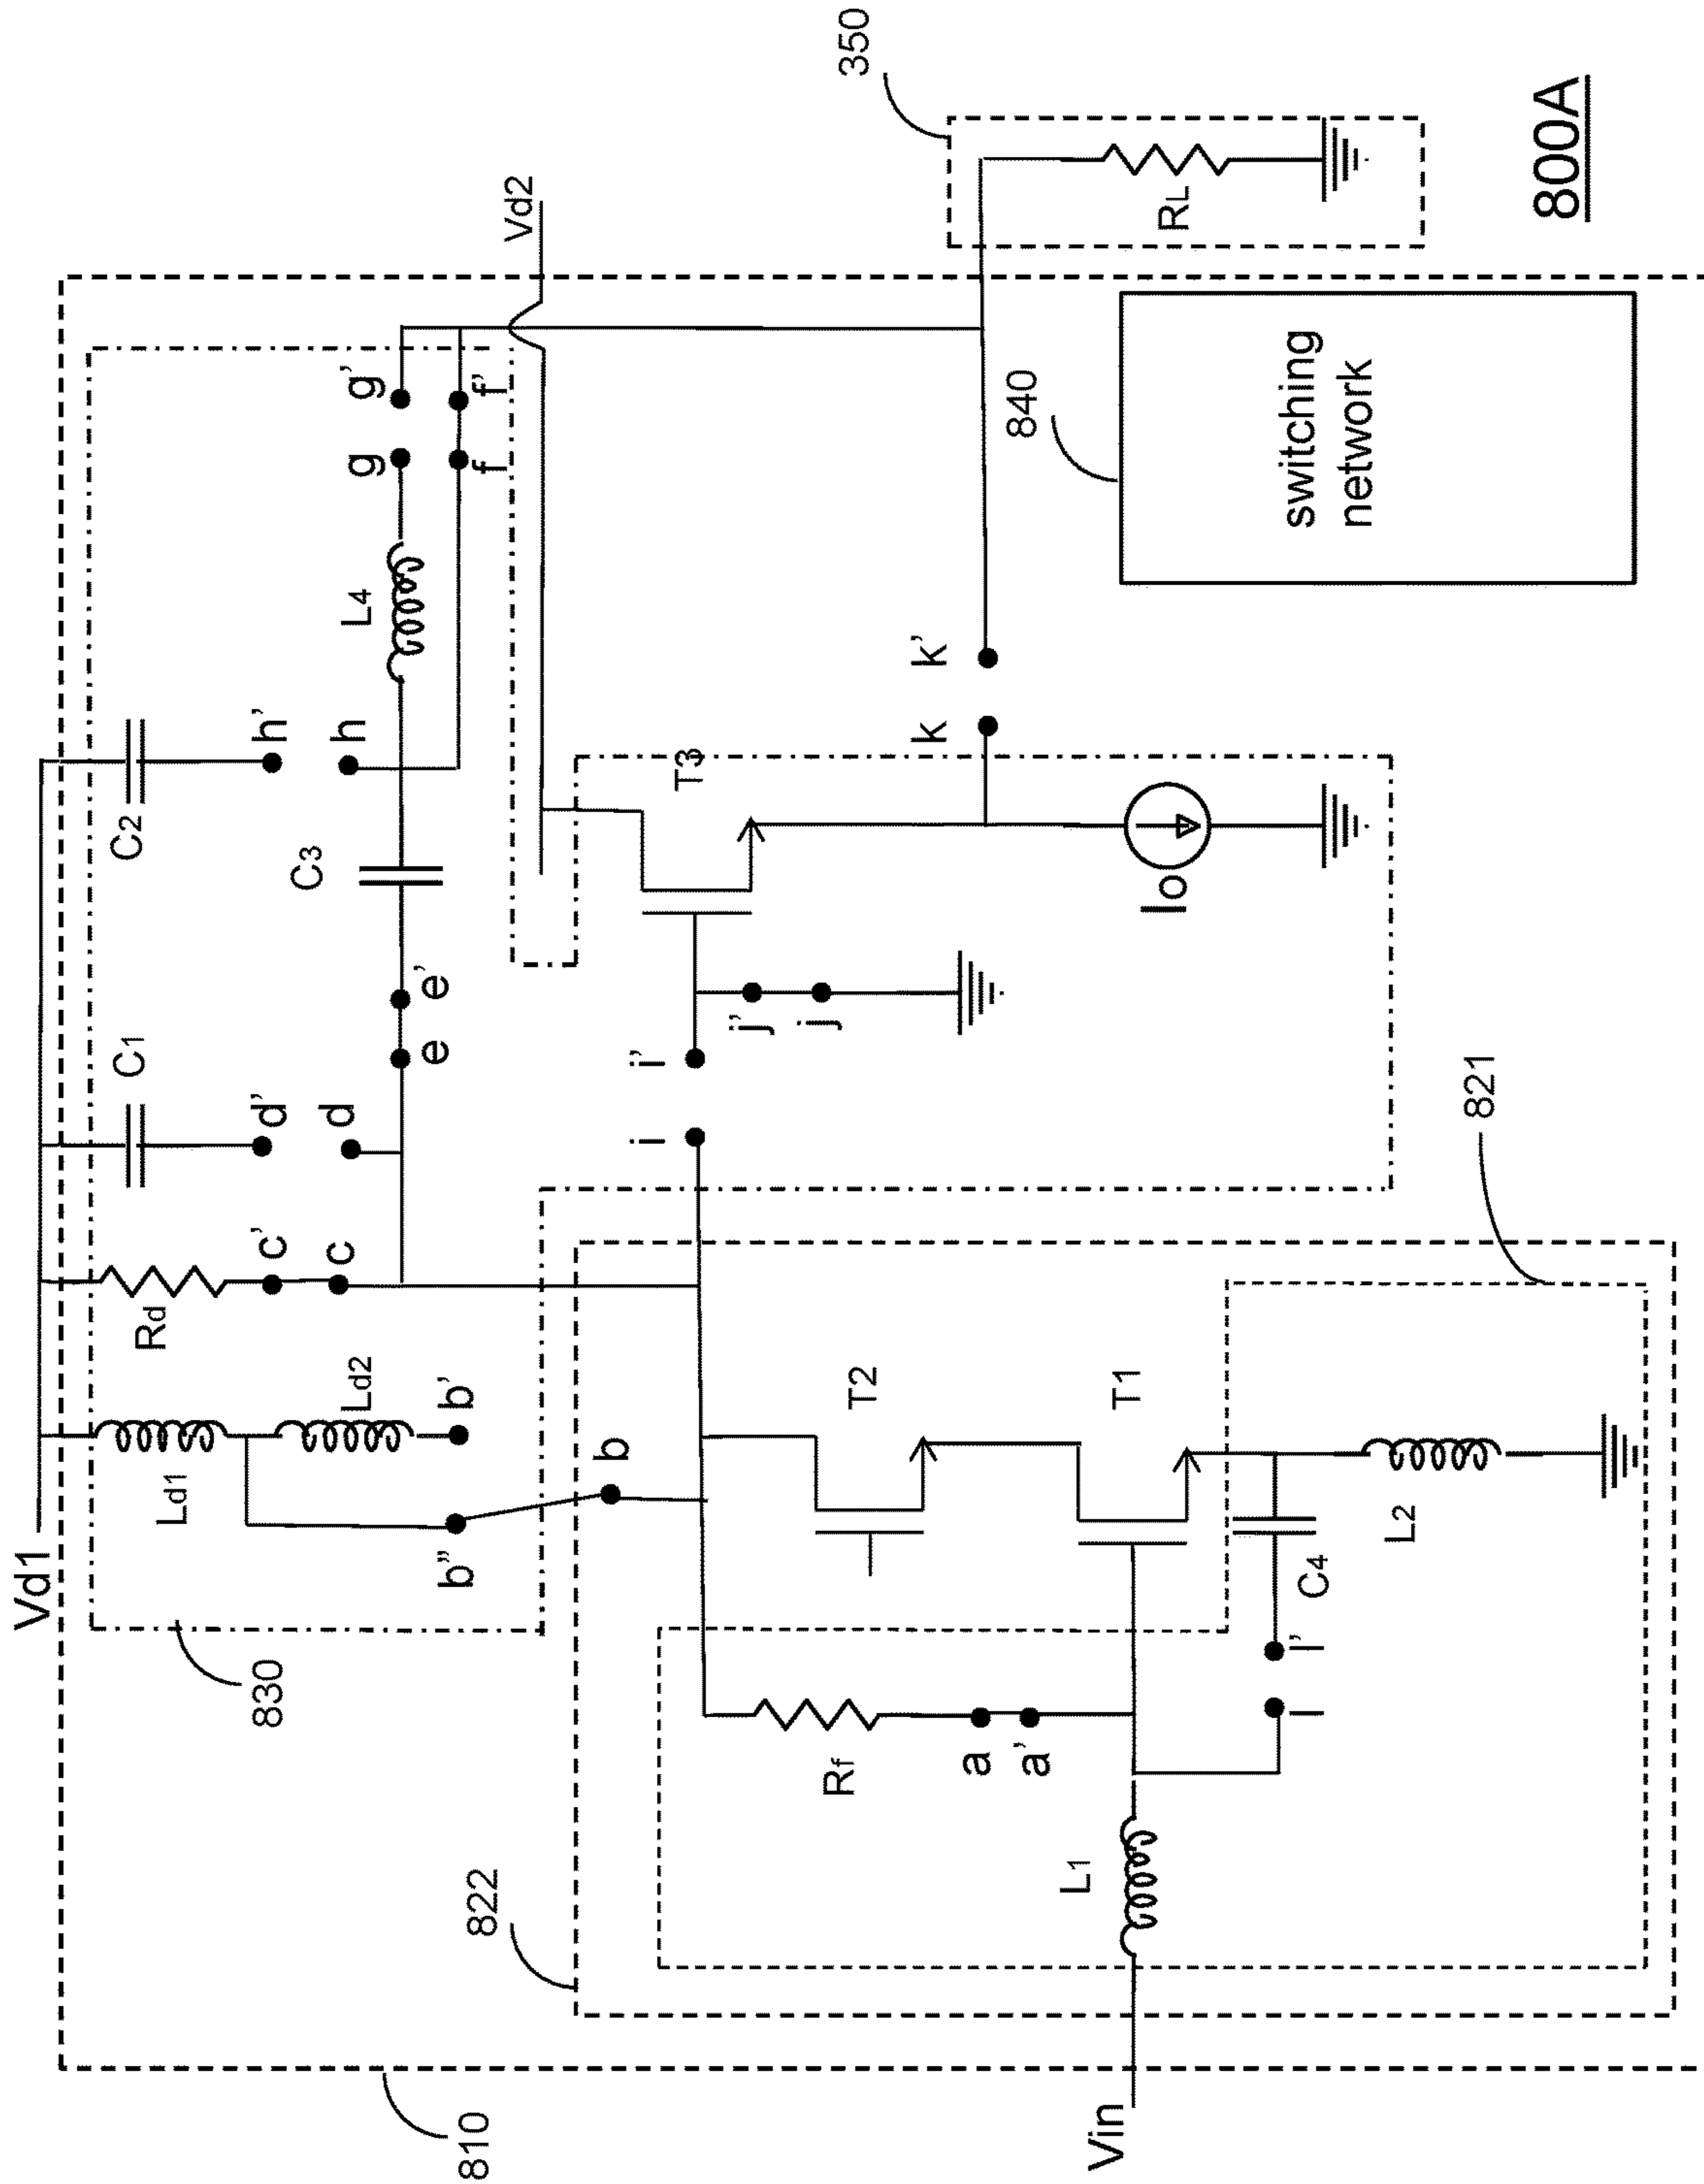 Vd1
C1
C2
Rd
c'
c
d'
d
h'
h
Ld1
Ld2
b''
b'
b
e
e'
C3
L4
g
g'
f
f'
Vd2
350
RL
830
i
i'
j'
j
T3
Io
k
k'
840
switching
network
822
Rf
a
a'
T2
T1
821
L1
l
l'
C4
L2
Vin
810
800A